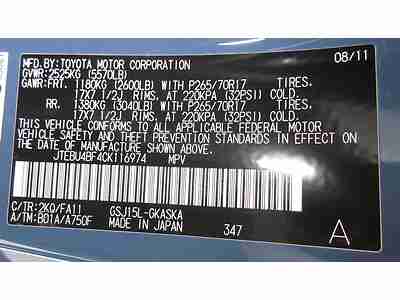 MFD.BY:TOYOTA MOTOR CORPORATION 08/11
GVWR:2525KG (5570LB)
GAWR:FRT. 1180KG (2600LB) WITH P265/70R17 TIRES.
17X7 1/2J RIMS, AT 220KPA (32PSI) COLD.
RR. 1380KG (3040LB) WITH P265/70R17 TIRES.
17X7 1/2J RIMS, AT 220KPA (32PSI) COLD.
THIS VEHICLE CONFORMS TO ALL APPLICABLE FEDERAL MOTOR
VEHICLE SAFETY AND THEFT PREVENTION STANDARDS IN EFFECT ON
THE DATE OF MANUFACTURE SHOWN ABOVE.
JTEBU4BF4CK116974 MPV
C/TR:2KQ/FA11 GSJ15L-GKASKA
A/TM:BD1A/A750F MADE IN JAPAN 347 A